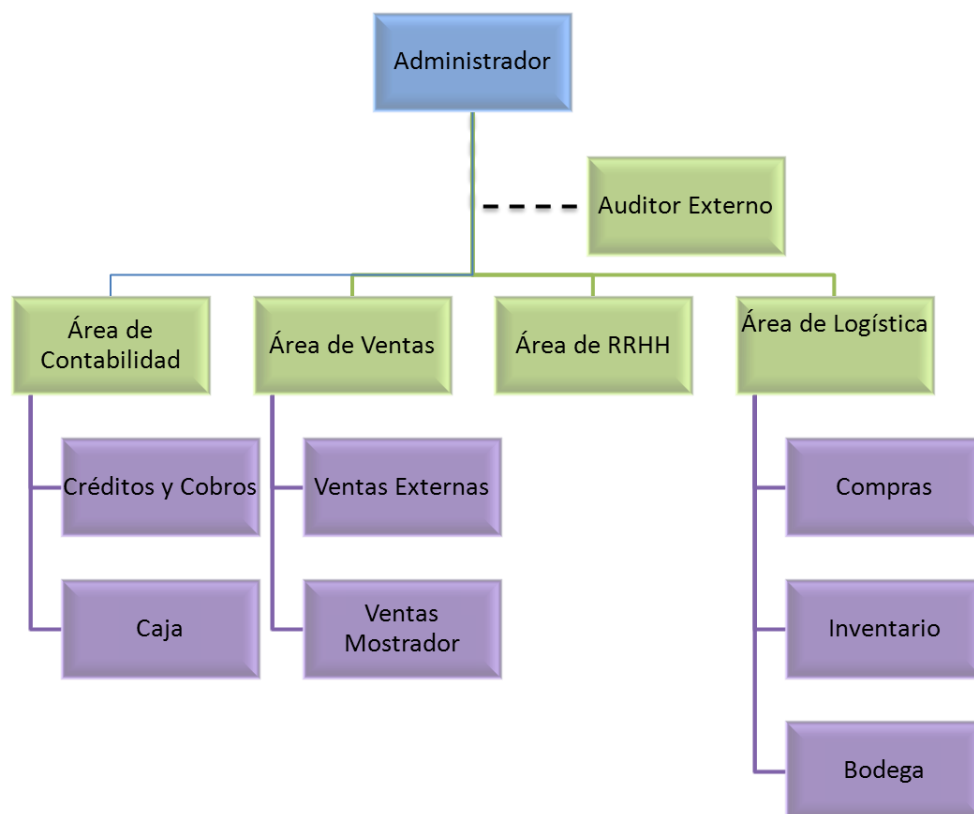 Administrador
Auditor Externo
Área de
Contabilidad
Área de Ventas
Área de RRHH
Área de Logística
Créditos y Cobros
Ventas Externas
Compras
Caja
Ventas
Mostrador
Inventario
Bodega